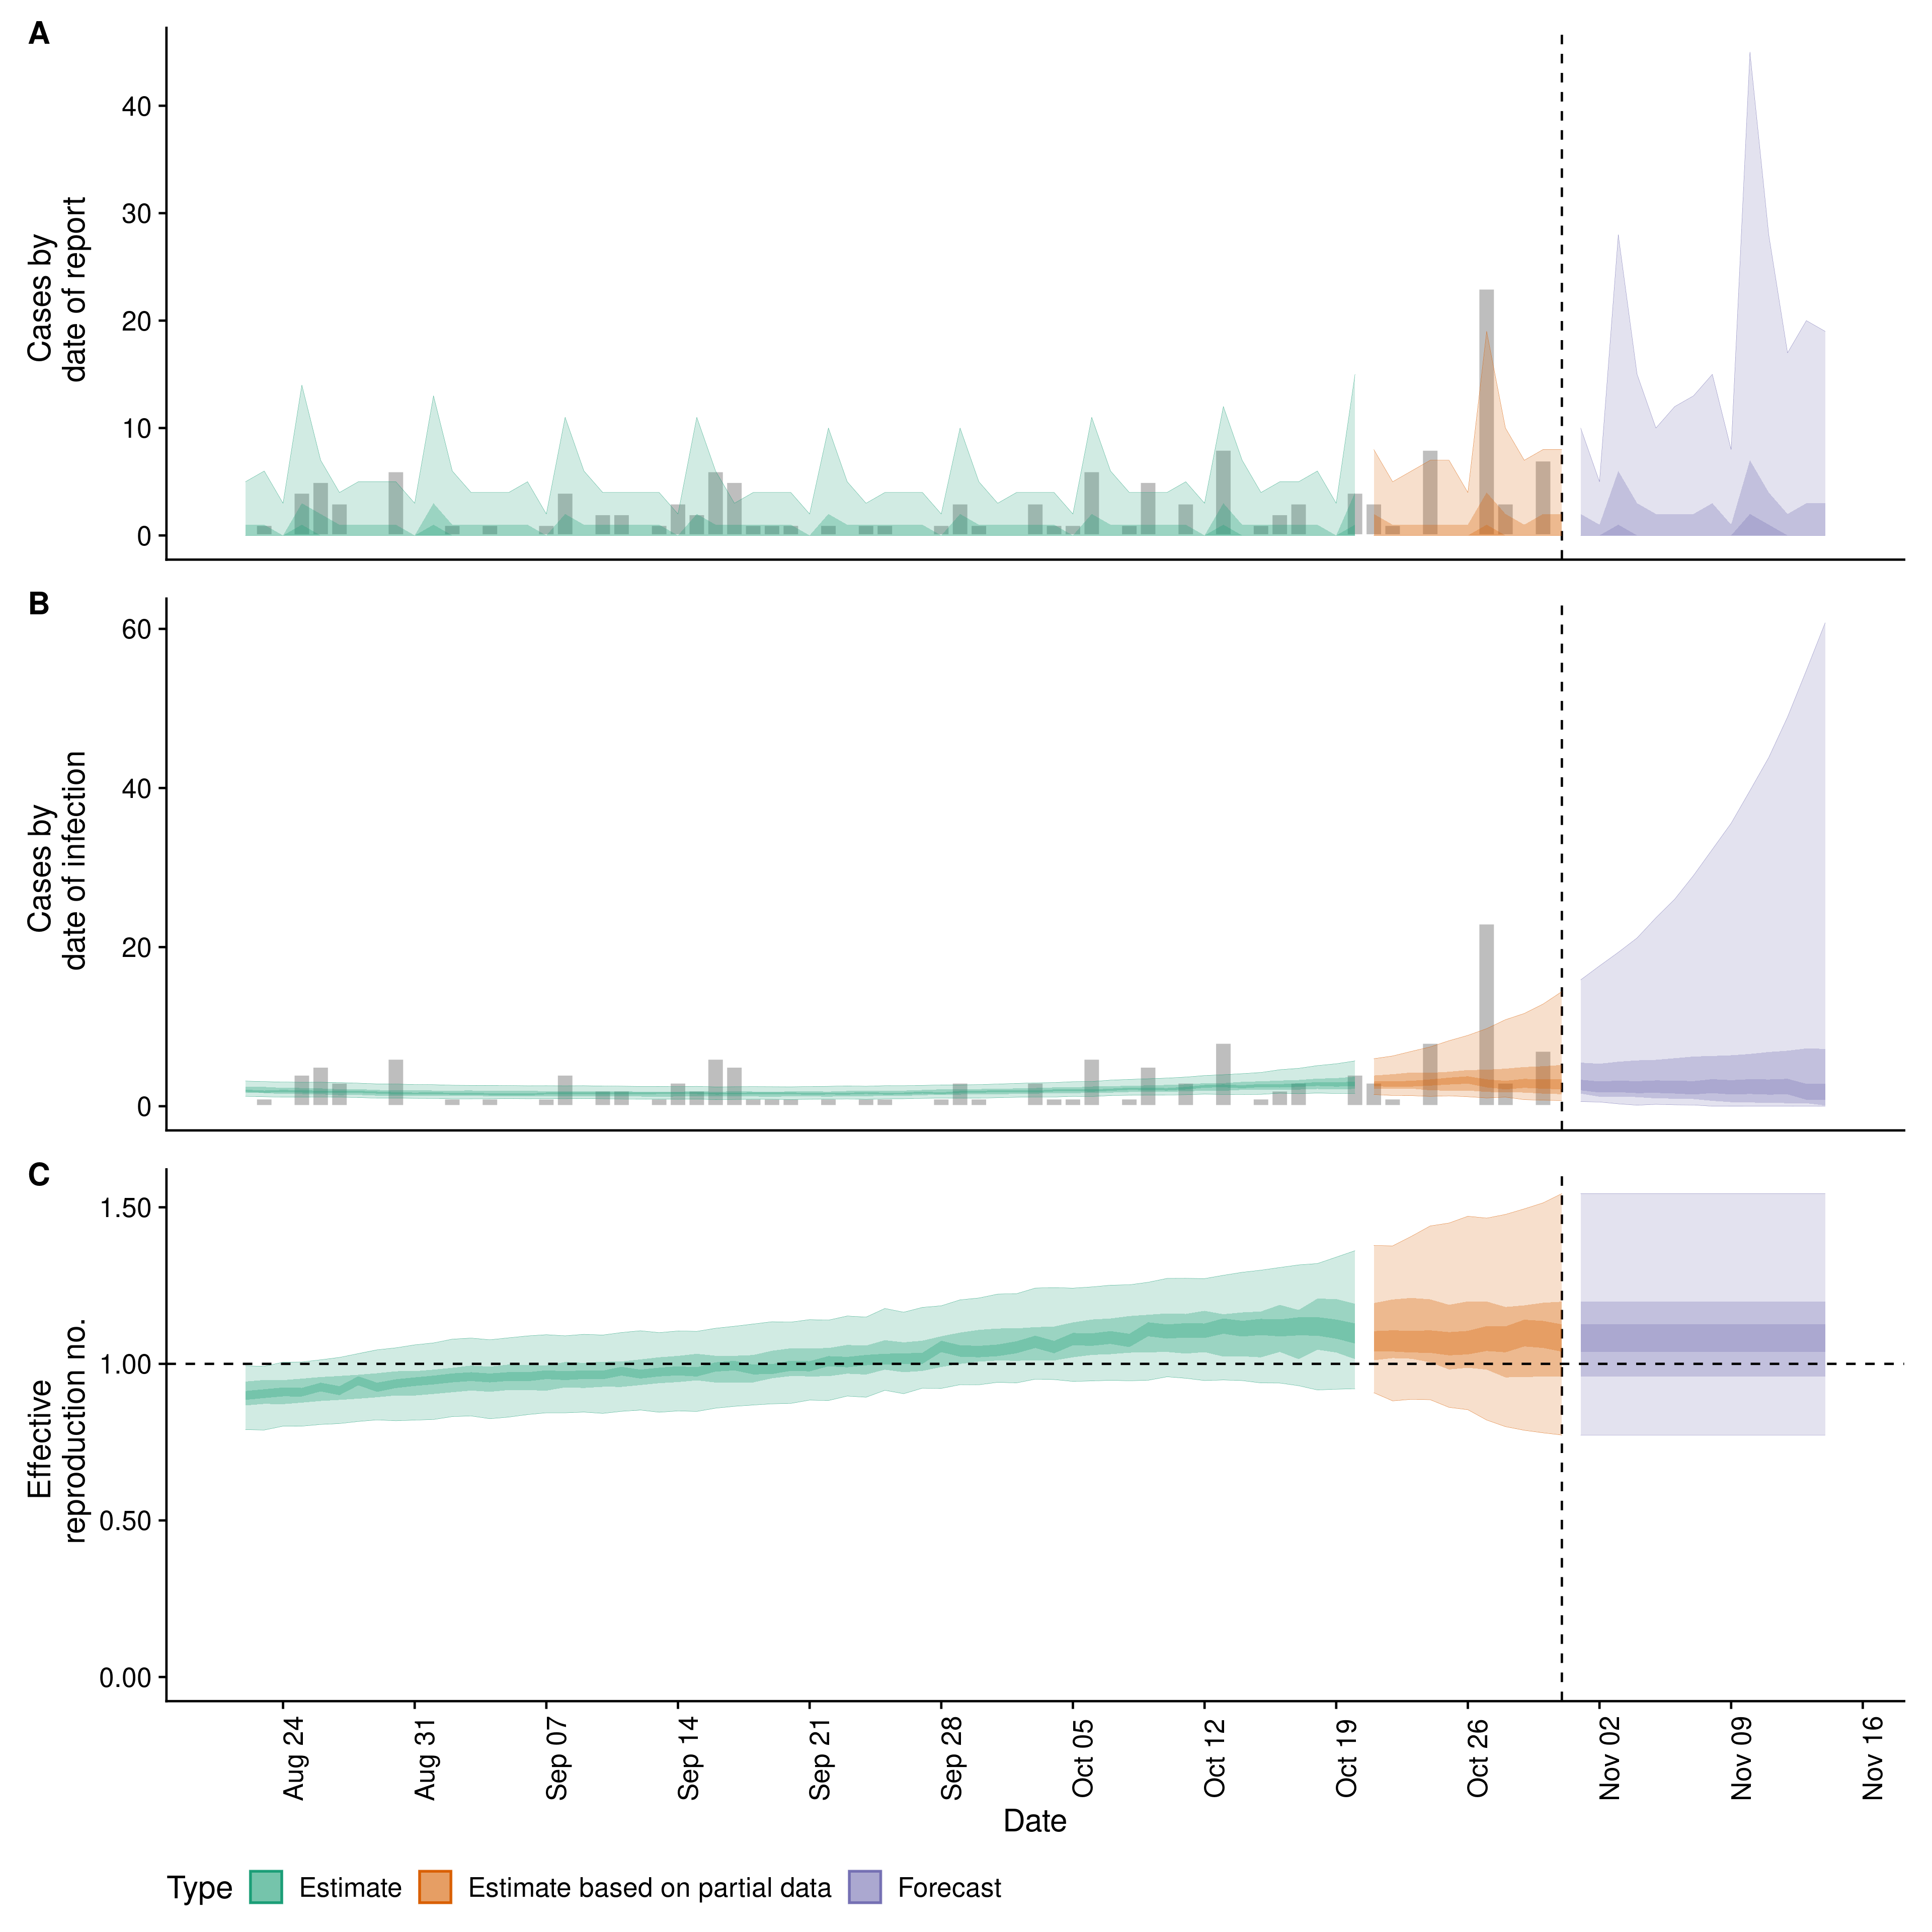 A
Cases by
date of report
40
30
20
10
0
B
Cases by
date of infection
60
40
20
0
C
Effective
reproduction no.
1.50
1.00
0.50
0.00
Aug 24
Aug 31
Sep 07
Sep 14
Sep 21
Sep 28
Oct 05
Oct 12
Oct 19
Oct 26
Nov 02
Nov 09
Nov 16
Date
Type Estimate Estimate based on partial data Forecast